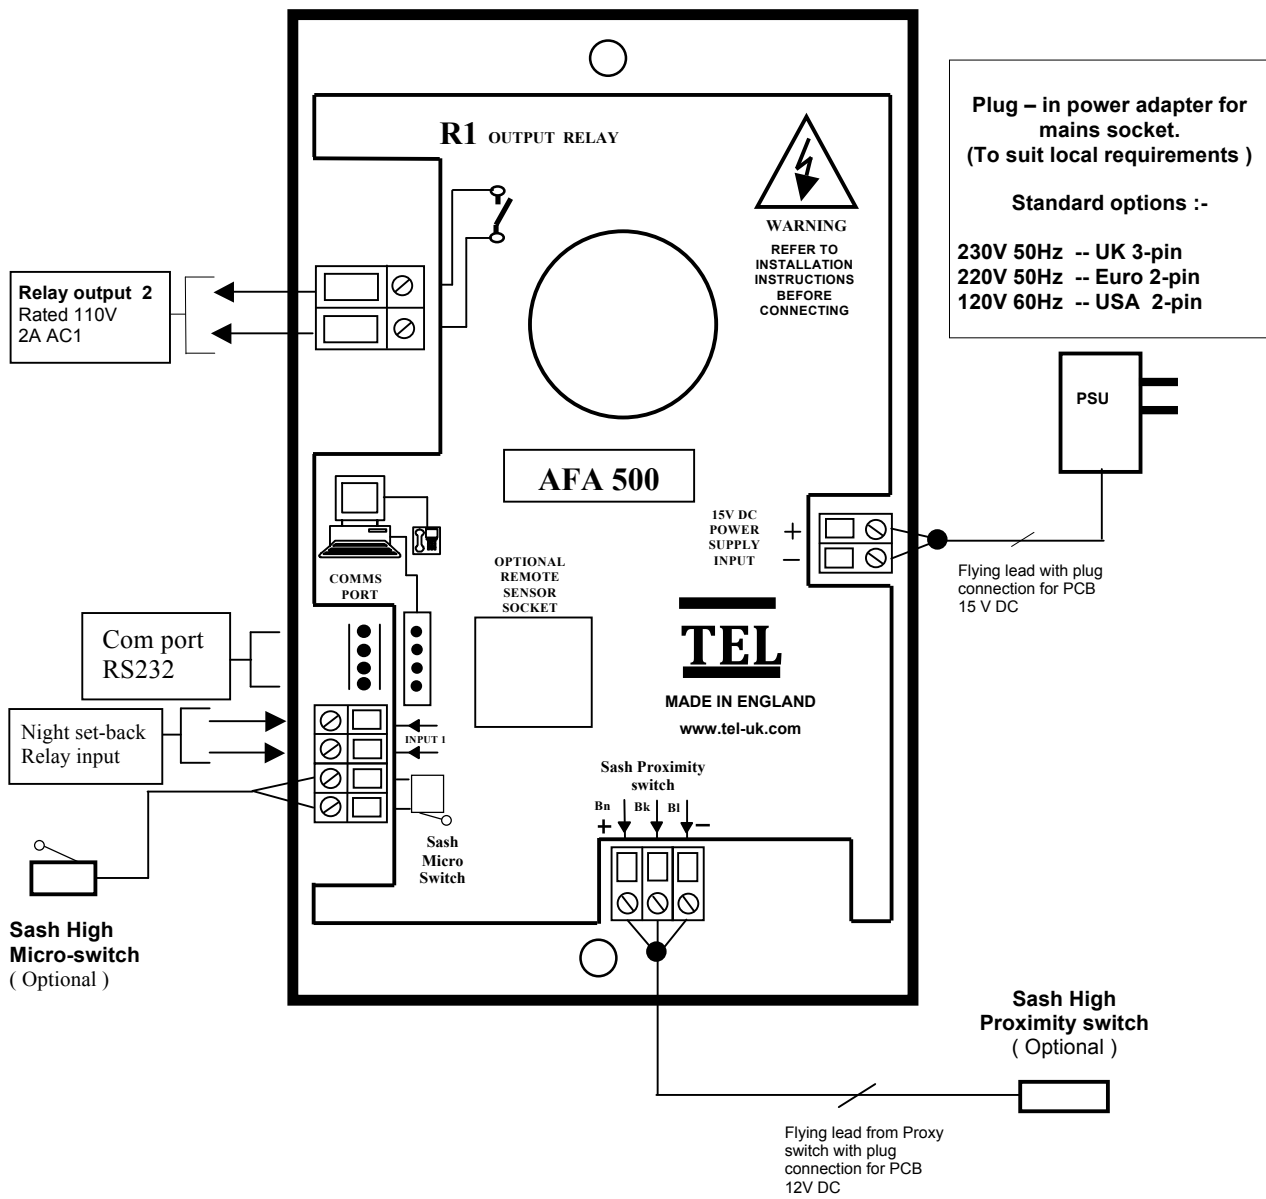 R1 OUTPUT RELAY
WARNING
REFER TO
INSTALLATION
INSTRUCTIONS
BEFORE
CONNECTING
Plug – in power adapter for
mains socket.
(To suit local requirements )
Standard options :-
230V 50Hz -- UK 3-pin
220V 50Hz -- Euro 2-pin
120V 60Hz -- USA 2-pin
Relay output 2
Rated 110V
2A AC1
PSU
AFA 500
15V DC
POWER
SUPPLY
INPUT
+
–
Flying lead with plug
connection for PCB
15 V DC
COMMS
PORT
OPTIONAL
REMOTE
SENSOR
SOCKET
TEL
MADE IN ENGLAND
www.tel-uk.com
Com port
RS232
Night set-back
Relay input
INPUT 1
Sash
Micro
Switch
Sash Proximity
switch
Bn Bk Bl
+ –
Sash High
Micro-switch
( Optional )
Sash High
Proximity switch
( Optional )
Flying lead from Proxy
switch with plug
connection for PCB
12V DC